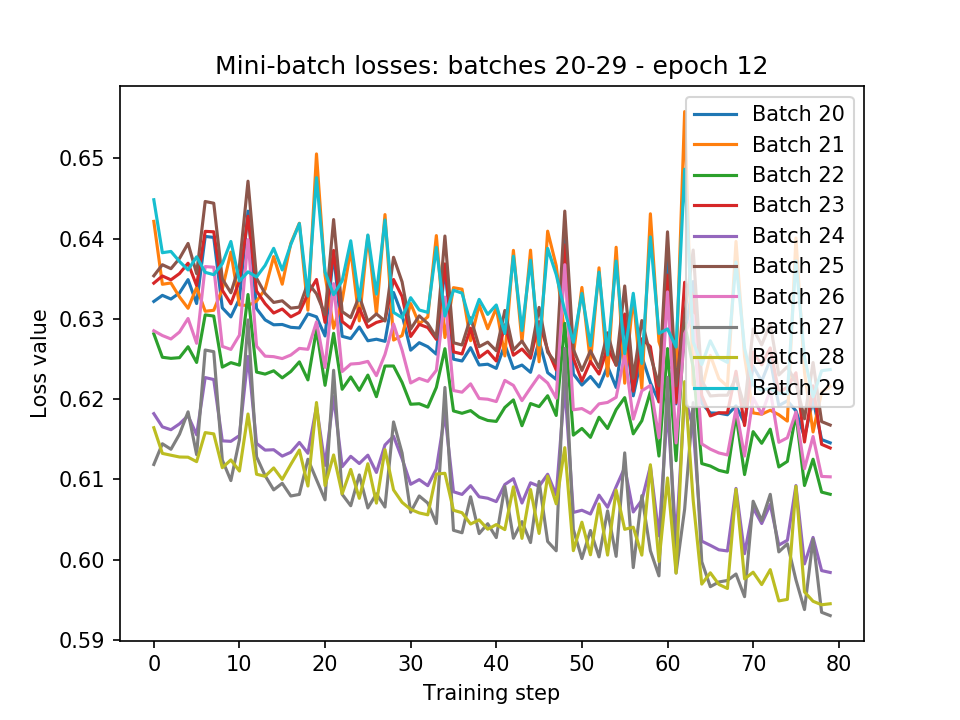 Mini-batch losses: batches 20-29 - epoch 12
Loss value
0.65
0.64
0.63
0.62
0.61
0.60
0.59
0 10 20 30 40 50 60 70 80
Training step
Batch 20
Batch 21
Batch 22
Batch 23
Batch 24
Batch 25
Batch 26
Batch 27
Batch 28
Batch 29